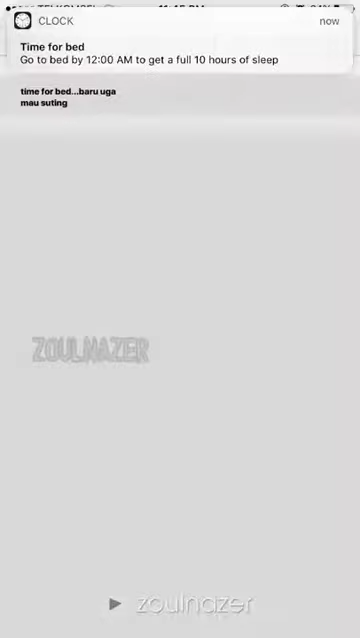 CLOCK
now
Time for bed
Go to bed by 12:00 AM to get a full 10 hours of sleep
time for bed...baru uga
mau suting
ZOULNAZER
zoulnazer